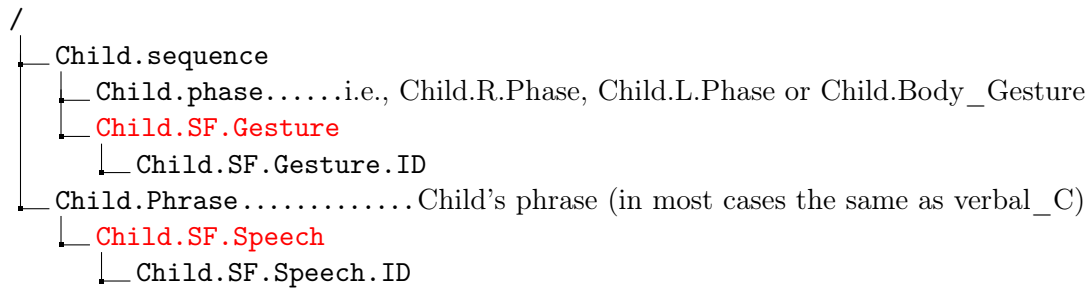 /
Child.sequence
Child.phase......i.e., Child.R.Phase, Child.L.Phase or Child.Body_Gesture
Child.SF.Gesture
Child.SF.Gesture.ID
Child.Phrase.............Child's phrase (in most cases the same as verbal_C)
Child.SF.Speech
Child.SF.Speech.ID